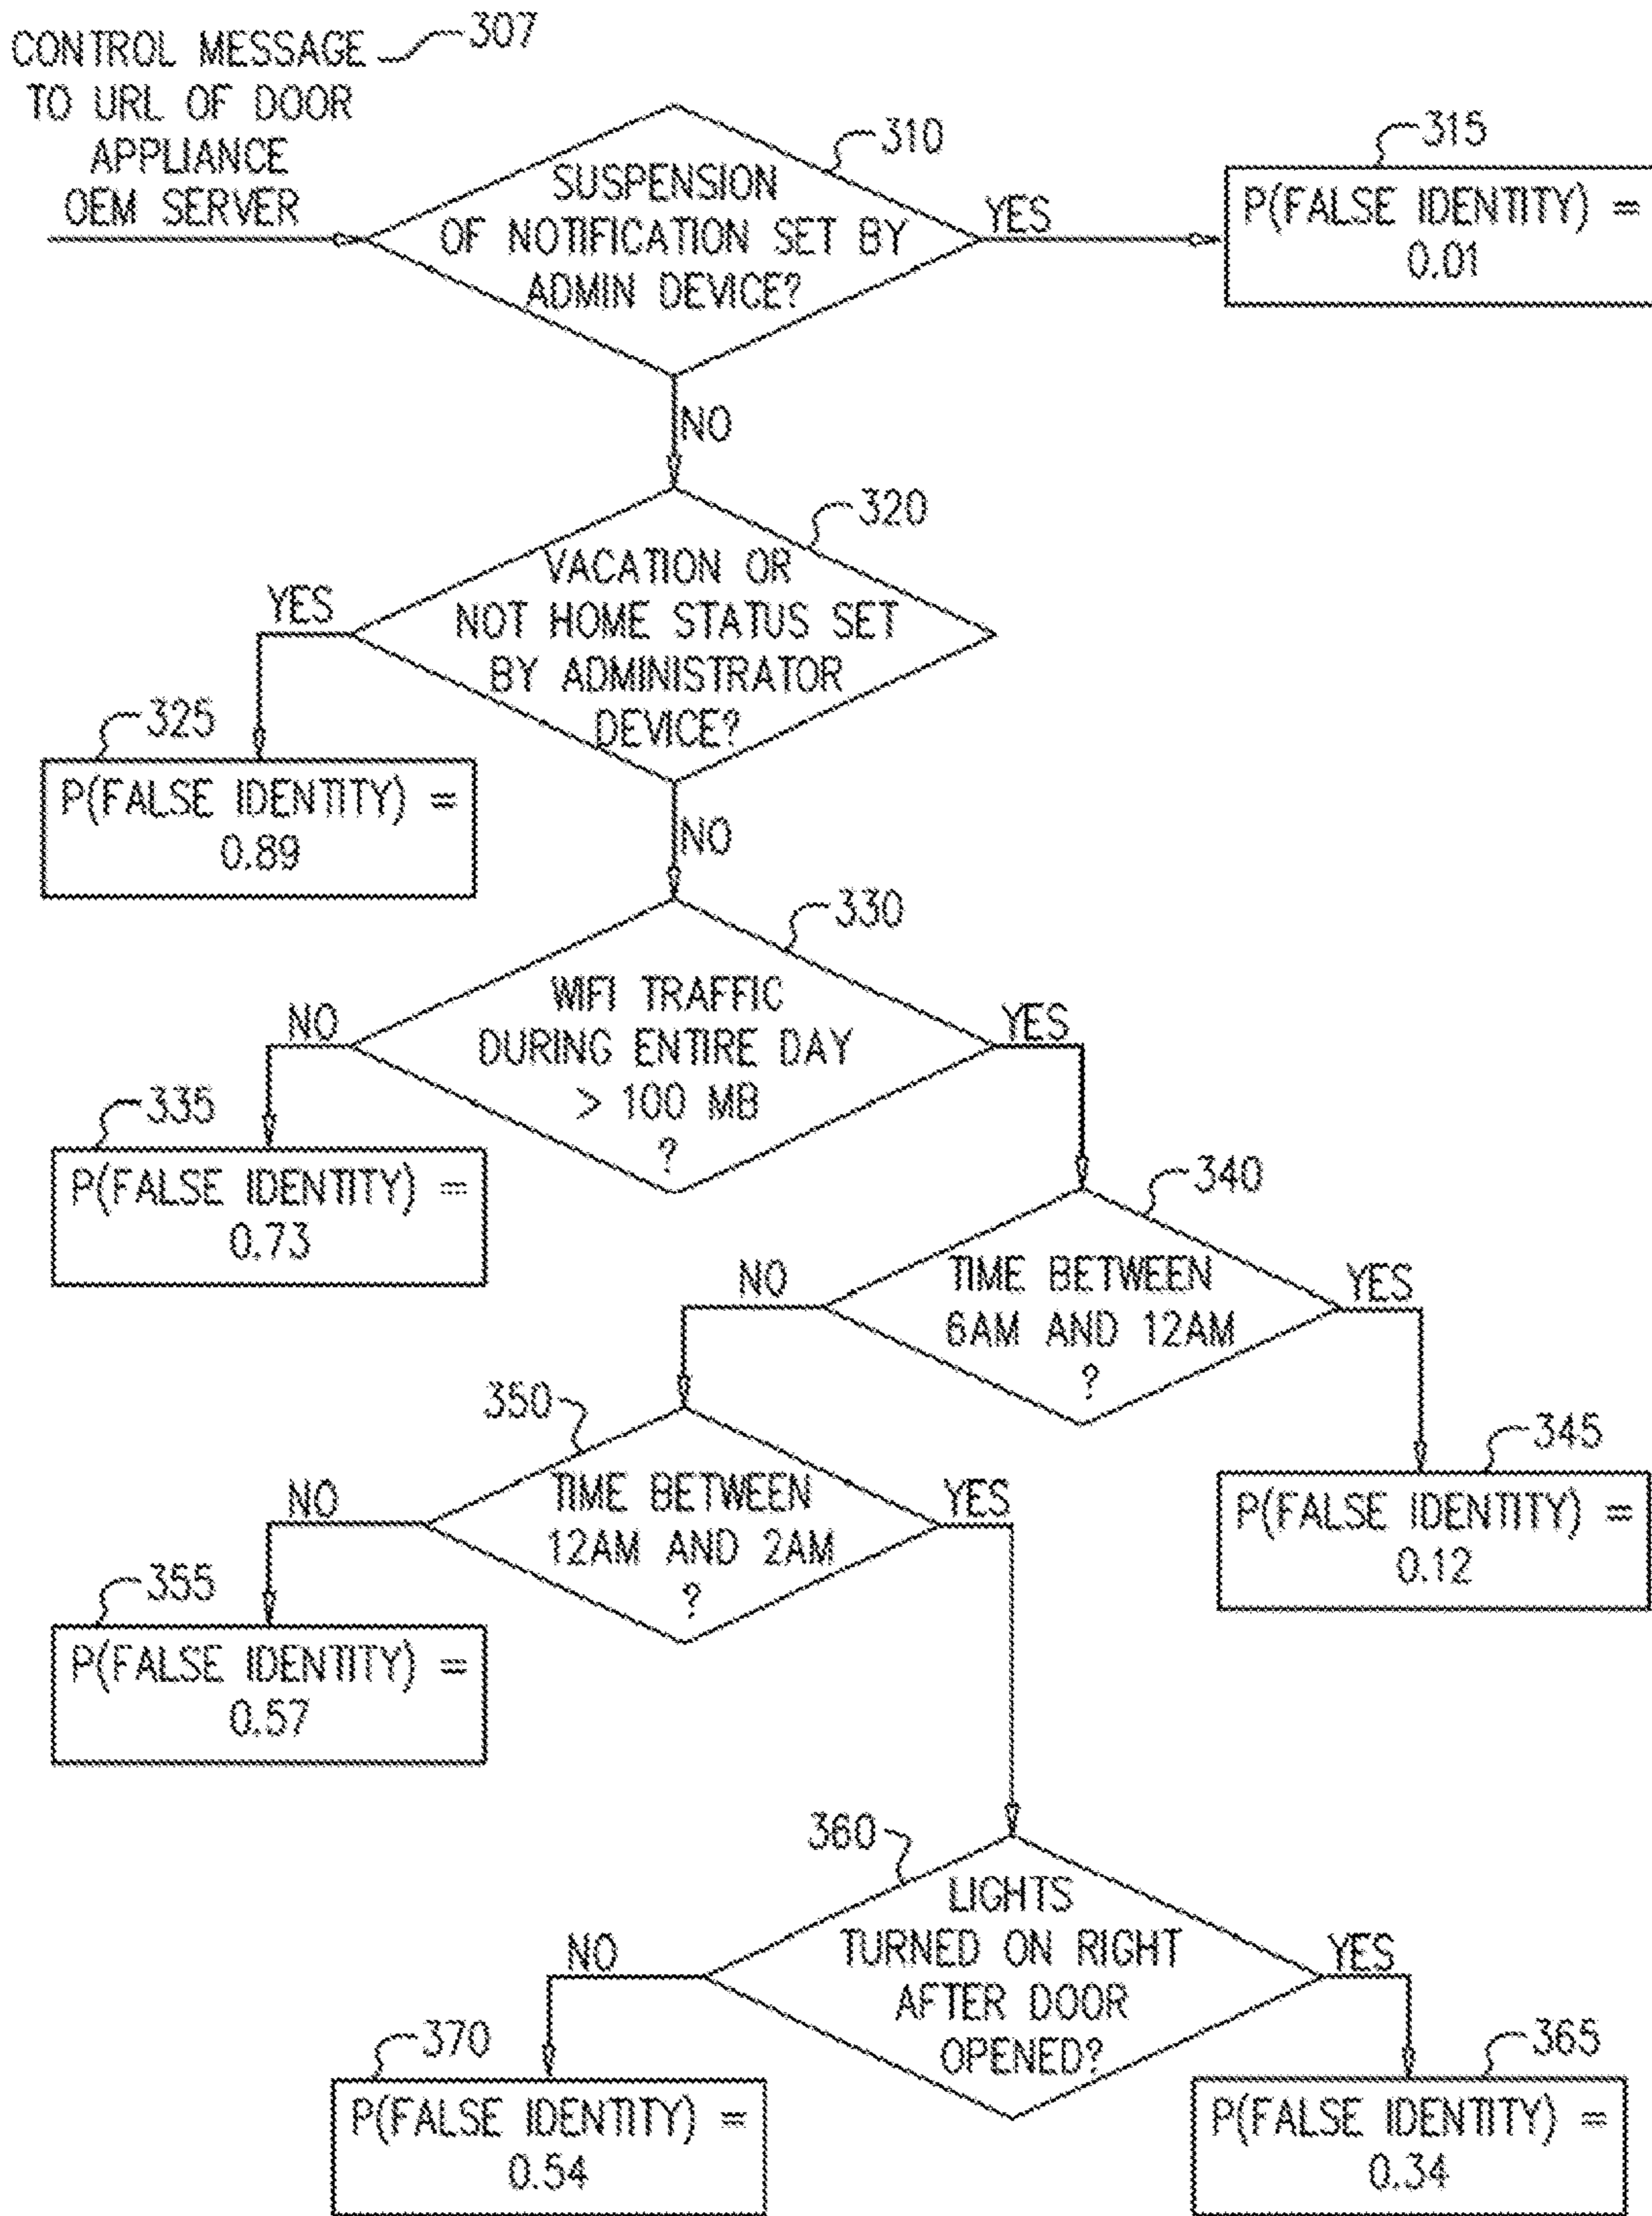 CONTROL MESSAGE
TO URL OF DOOR
APPLIANCE
OEM SERVER
307
SUSPENSION
OF NOTIFICATION SET BY
ADMIN DEVICE?
310
YES
315
P(FALSE IDENTITY) =
0.01
NO
320
VACATION OR
NOT HOME STATUS SET
BY ADMINISTRATOR
DEVICE?
YES
325
P(FALSE IDENTITY) =
0.89
NO
330
WIFI TRAFFIC
DURING ENTIRE DAY
> 100 MB
?
NO
YES
335
P(FALSE IDENTITY) =
0.73
340
TIME BETWEEN
6AM AND 12AM
?
NO
YES
345
P(FALSE IDENTITY) =
0.12
350
TIME BETWEEN
12AM AND 2AM
?
NO
YES
355
P(FALSE IDENTITY) =
0.57
360
LIGHTS
TURNED ON RIGHT
AFTER DOOR
OPENED?
NO
YES
370
P(FALSE IDENTITY) =
0.54
365
P(FALSE IDENTITY) =
0.34